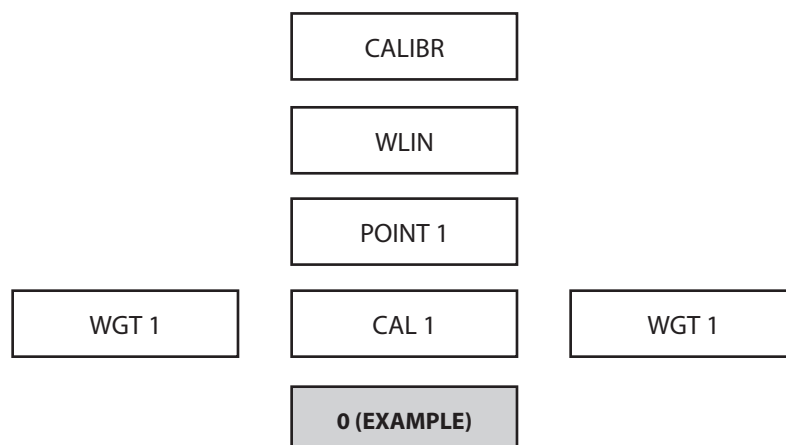 CALIBR
WLIN
POINT 1
WGT 1 CAL 1 WGT 1
0 (EXAMPLE)